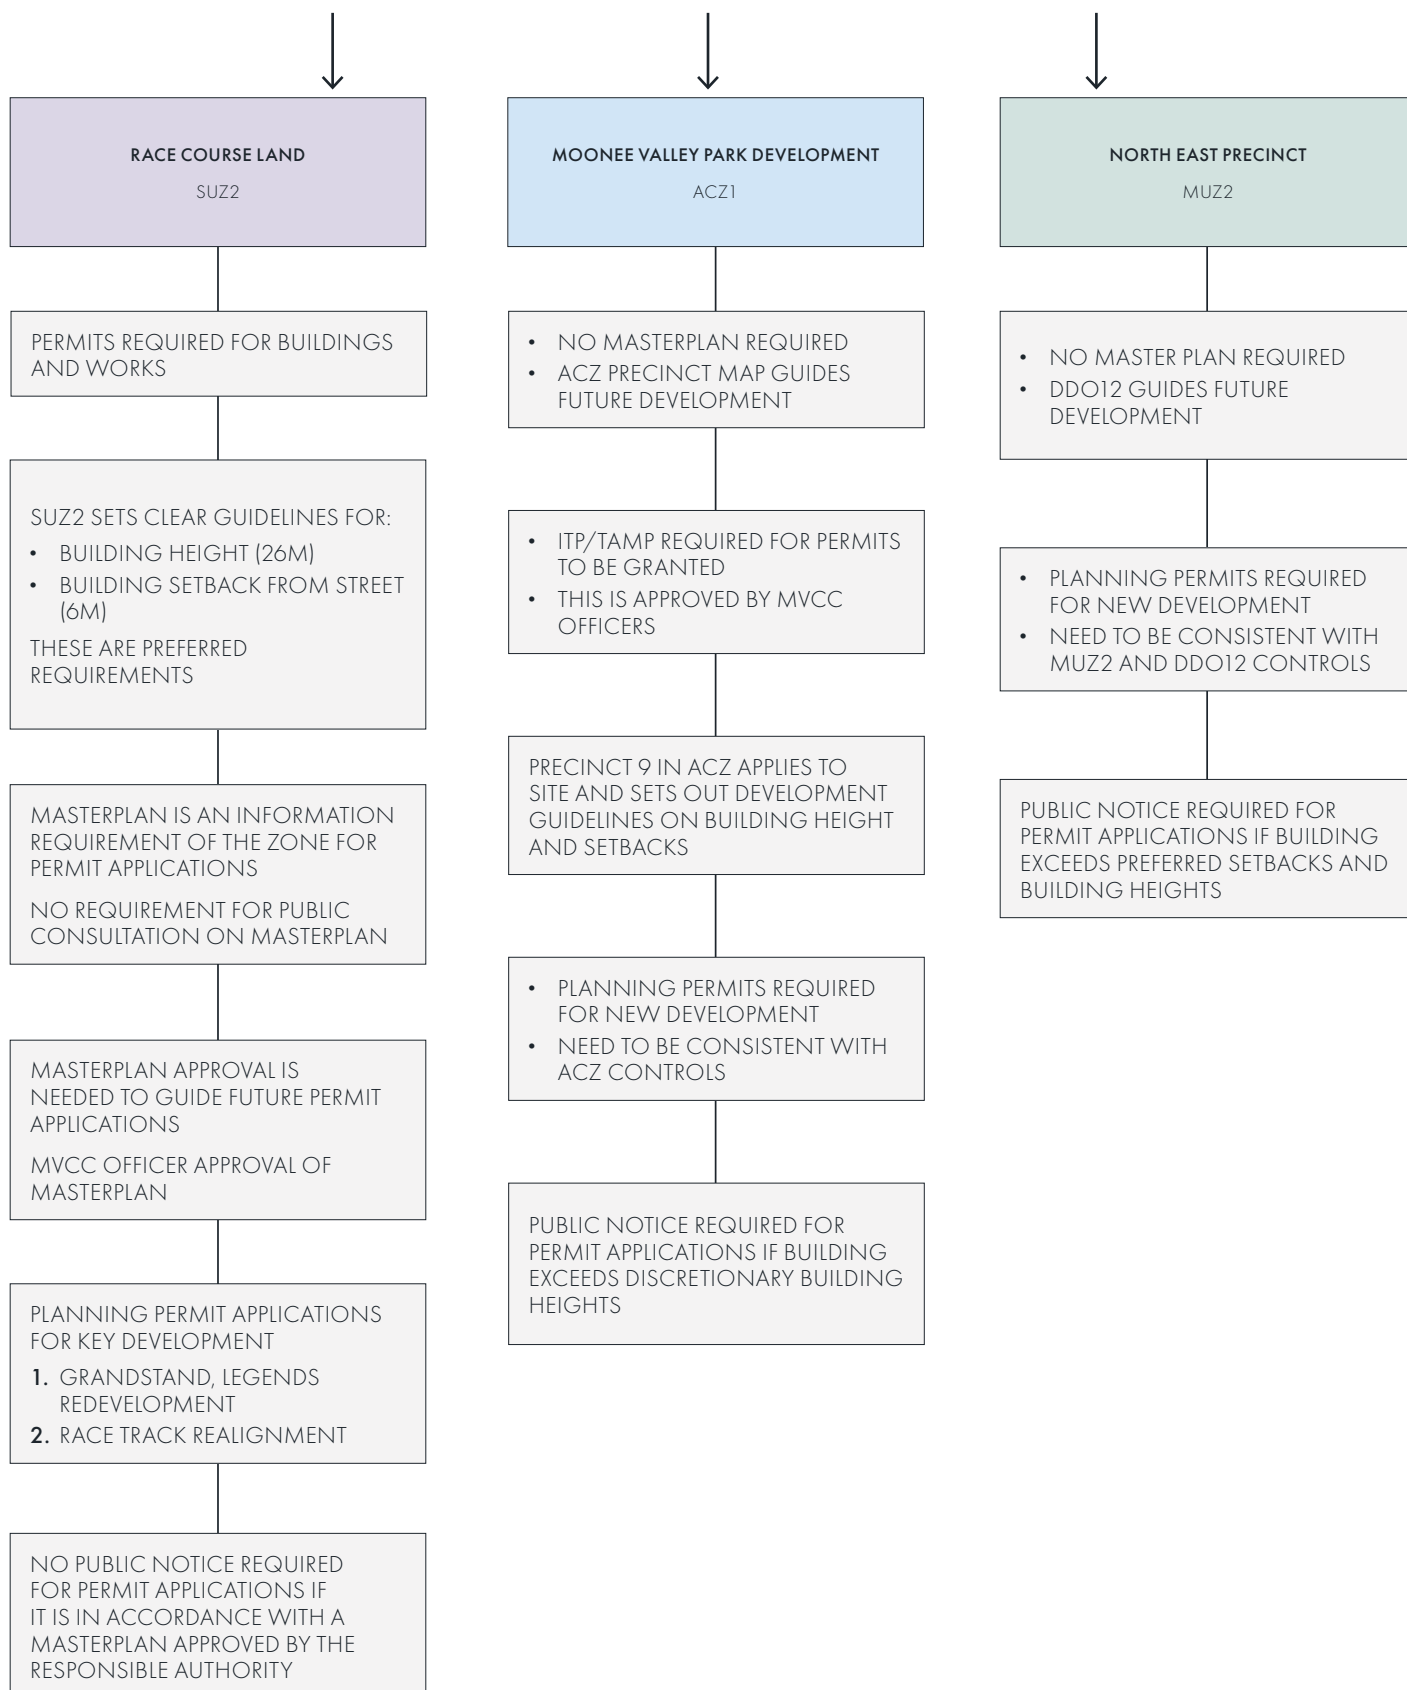 RACE COURSE LAND
SUZ2
PERMITS REQUIRED FOR BUILDINGS
AND WORKS
SUZ2 SETS CLEAR GUIDELINES FOR:
• BUILDING HEIGHT (26M)
• BUILDING SETBACK FROM STREET
(6M)
THESE ARE PREFERRED
REQUIREMENTS
MASTERPLAN IS AN INFORMATION
REQUIREMENT OF THE ZONE FOR
PERMIT APPLICATIONS
NO REQUIREMENT FOR PUBLIC
CONSULTATION ON MASTERPLAN
MASTERPLAN APPROVAL IS
NEEDED TO GUIDE FUTURE PERMIT
APPLICATIONS
MVCC OFFICER APPROVAL OF
MASTERPLAN
PLANNING PERMIT APPLICATIONS
FOR KEY DEVELOPMENT
1. GRANDSTAND, LEGENDS
REDEVELOPMENT
2. RACE TRACK REALIGNMENT
NO PUBLIC NOTICE REQUIRED
FOR PERMIT APPLICATIONS IF
IT IS IN ACCORDANCE WITH A
MASTERPLAN APPROVED BY THE
RESPONSIBLE AUTHORITY
MOONEE VALLEY PARK DEVELOPMENT
ACZ1
• NO MASTERPLAN REQUIRED
• ACZ PRECINCT MAP GUIDES
FUTURE DEVELOPMENT
• ITP/TAMP REQUIRED FOR PERMITS
TO BE GRANTED
• THIS IS APPROVED BY MVCC
OFFICERS
PRECINCT 9 IN ACZ APPLIES TO
SITE AND SETS OUT DEVELOPMENT
GUIDELINES ON BUILDING HEIGHT
AND SETBACKS
• PLANNING PERMITS REQUIRED
FOR NEW DEVELOPMENT
• NEED TO BE CONSISTENT WITH
ACZ CONTROLS
PUBLIC NOTICE REQUIRED FOR
PERMIT APPLICATIONS IF BUILDING
EXCEEDS DISCRETIONARY BUILDING
HEIGHTS
NORTH EAST PRECINCT
MUZ2
• NO MASTER PLAN REQUIRED
• DDO12 GUIDES FUTURE
DEVELOPMENT
• PLANNING PERMITS REQUIRED
FOR NEW DEVELOPMENT
• NEED TO BE CONSISTENT WITH
MUZ2 AND DDO12 CONTROLS
PUBLIC NOTICE REQUIRED FOR
PERMIT APPLICATIONS IF BUILDING
EXCEEDS PREFERRED SETBACKS AND
BUILDING HEIGHTS